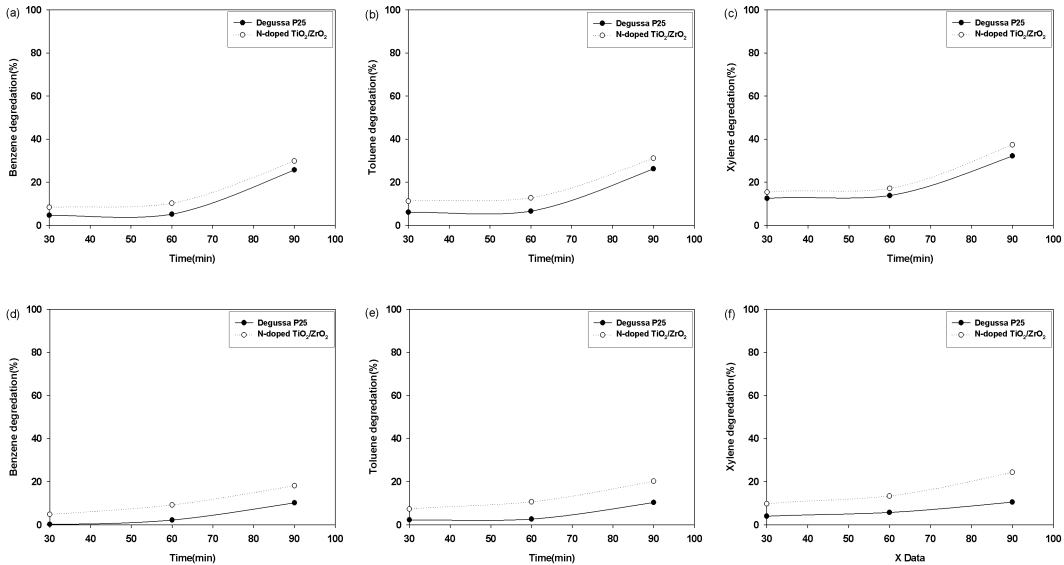 (a)
100
80
60
40
20
0
Benzene degredation(%)
Degussa P25
N-doped TiO2/ZrO2
30 40 50 60 70 80 90 100
Time(min)
(b)
100
80
60
40
20
0
Toluene degredation(%)
Degussa P25
N-doped TiO2/ZrO2
30 40 50 60 70 80 90 100
Time(min)
(c)
100
80
60
40
20
0
Xylene degredation(%)
Degussa P25
N-doped TiO2/ZrO2
30 40 50 60 70 80 90 100
Time(min)
(d)
100
80
60
40
20
0
Benzene degredation(%)
Degussa P25
N-doped TiO2/ZrO2
30 40 50 60 70 80 90 100
Time(min)
(e)
100
80
60
40
20
0
Toluene degredation(%)
Degussa P25
N-doped TiO2/ZrO2
30 40 50 60 70 80 90 100
Time(min)
(f)
100
80
60
40
20
0
Xylene degredation(%)
Degussa P25
N-doped TiO2/ZrO2
30 40 50 60 70 80 90 100
X Data